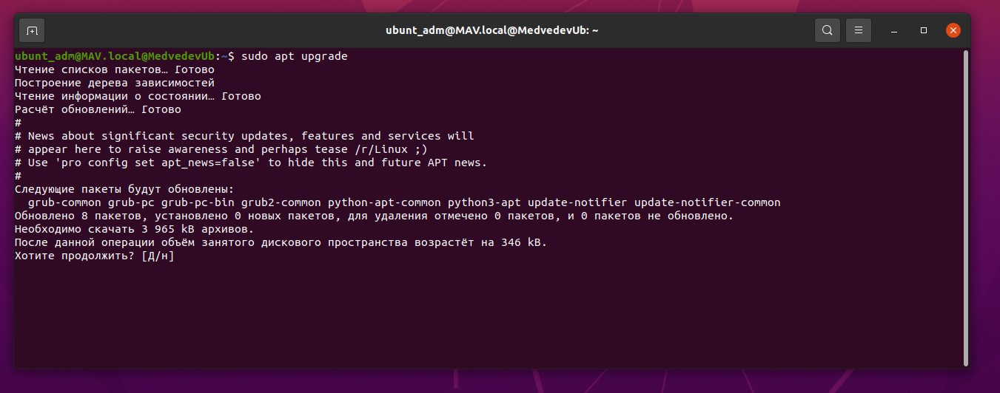 ubunt_adm@MAV.local@MedvedevUb: ~
ubunt_adm@MAV.local@MedvedevUb:~$ sudo apt upgrade
Чтение списков пакетов… Готово
Построение дерева зависимостей
Чтение информации о состоянии… Готово
Расчёт обновлений… Готово
#
# News about significant security updates, features and services will
# appear here to raise awareness and perhaps tease /r/Linux ;)
# Use 'pro config set apt_news=false' to hide this and future APT news.
#
Следующие пакеты будут обновлены:
  grub-common grub-pc grub-pc-bin grub2-common python-apt-common python3-apt update-notifier update-notifier-common
Обновлено 8 пакетов, установлено 0 новых пакетов, для удаления отмечено 0 пакетов, и 0 пакетов не обновлено.
Необходимо скачать 3 965 kB архивов.
После данной операции объём занятого дискового пространства возрастёт на 346 kB.
Хотите продолжить? [Д/н]